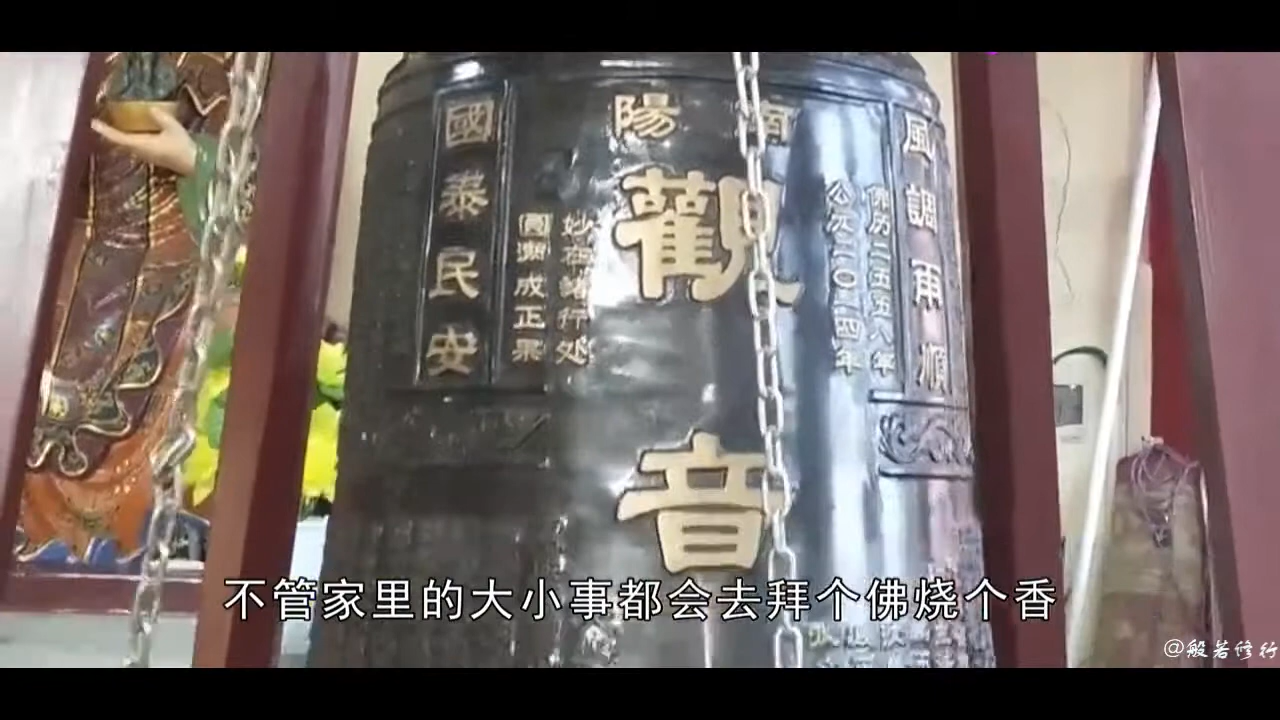 風調雨順
佛历二五五八年
公元二〇一四年
南陽
觀音
妙在諸行处
圓滿成正果
國泰民安
不管家里的大小事都会去拜个佛烧个香
@般若修行